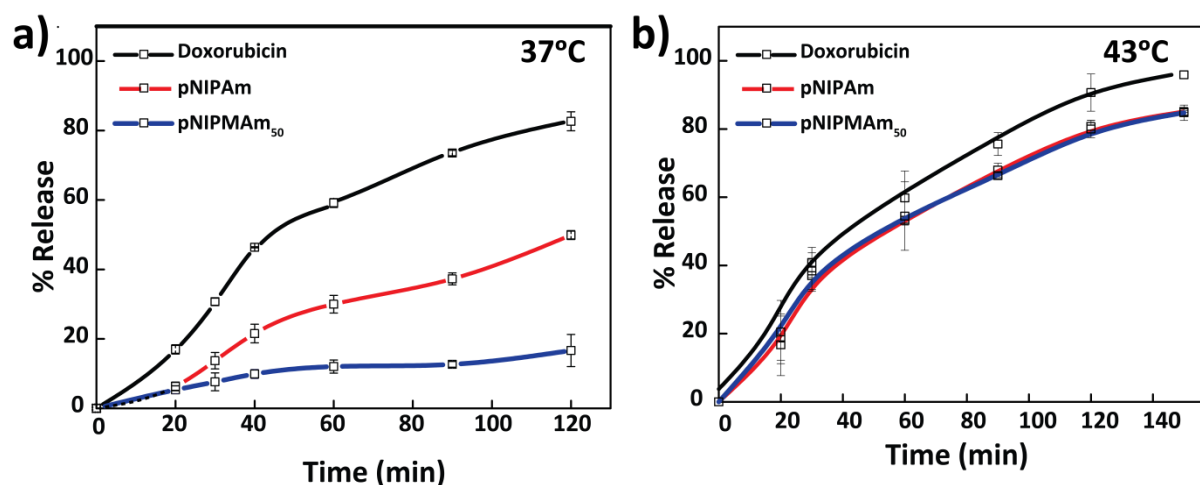 a)
37°C
Doxorubicin
pNIPAm
pNIPMAm₅₀
100
80
60
40
20
0
% Release
0 20 40 60 80 100 120
Time (min)
b)
43°C
Doxorubicin
pNIPAm
pNIPMAm₅₀
100
80
60
40
20
0
% Release
0 20 40 60 80 100 120 140
Time (min)